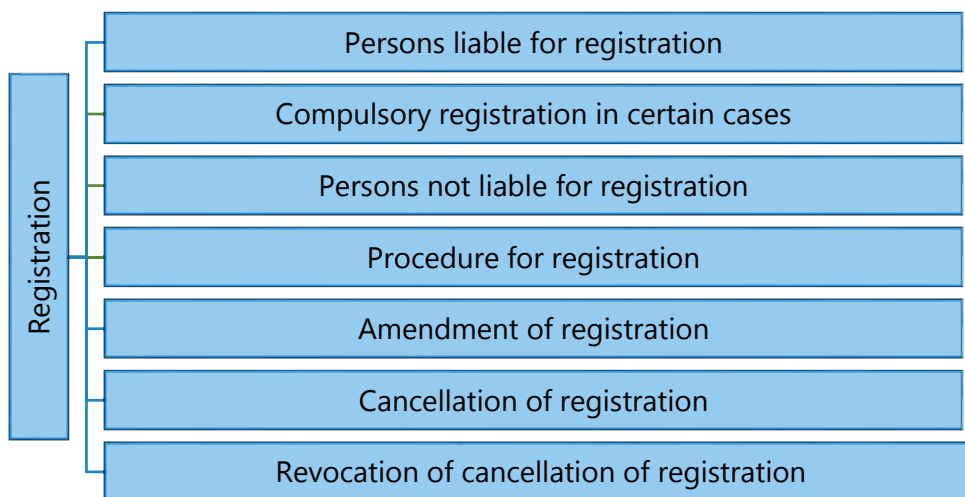 Registration
Persons liable for registration
Compulsory registration in certain cases
Persons not liable for registration
Procedure for registration
Amendment of registration
Cancellation of registration
Revocation of cancellation of registration